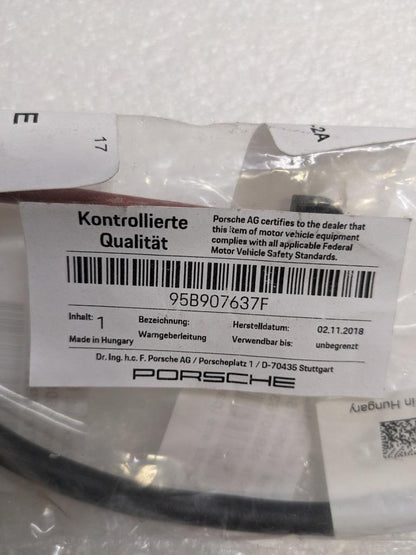 E
17
2A
Kontrollierte
Qualität
Porsche AG certifies to the dealer that
this item of motor vehicle equipment
complies with all applicable Federal
Motor Vehicle Safety Standards.
95B907637F
Inhalt: 1
Bezeichnung:
Herstelldatum: 02.11.2018
Made in Hungary
Warngeberleitung
Verwendbar bis: unbegrenzt
Dr. Ing. h.c. F. Porsche AG / Porscheplatz 1 / D-70435 Stuttgart
PORSCHE
in Hungary